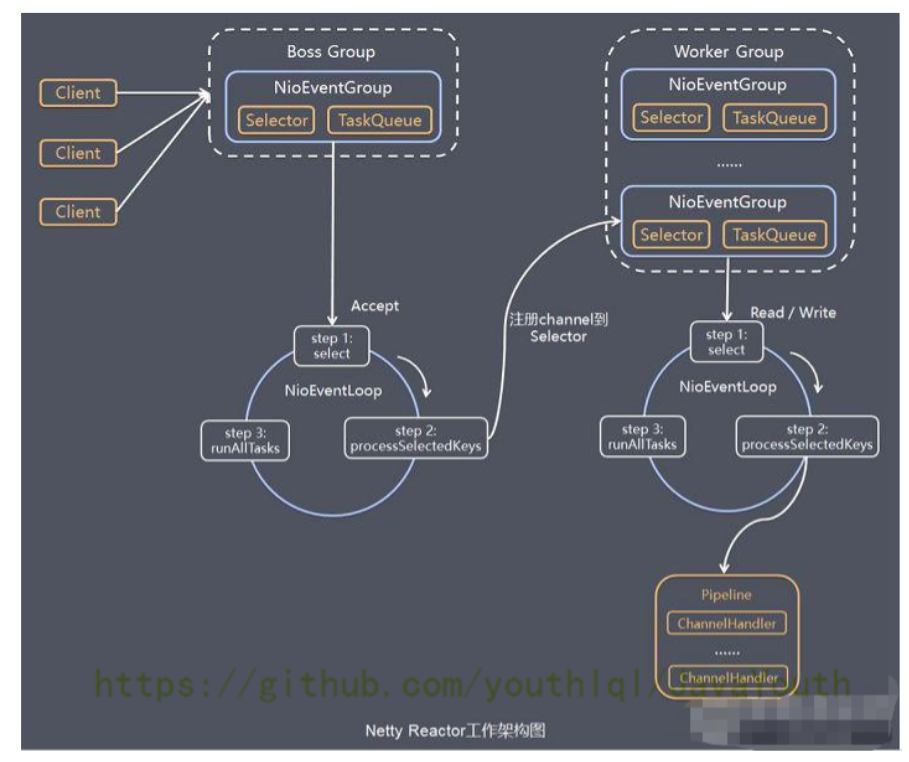 Boss Group
NioEventGroup
Selector
TaskQueue
Client
Client
Client
Worker Group
NioEventGroup
Selector
TaskQueue
......
NioEventGroup
Selector
TaskQueue
Accept
step 1:
select
NioEventLoop
step 2:
processSelectedKeys
step 3:
runAllTasks
注册channel到
Selector
Read / Write
step 1:
select
NioEventLoop
step 2:
processSelectedKeys
step 3:
runAllTasks
Pipeline
ChannelHandler
......
ChannelHandler
https://github.com/youthlql/
Netty Reactor工作架构图